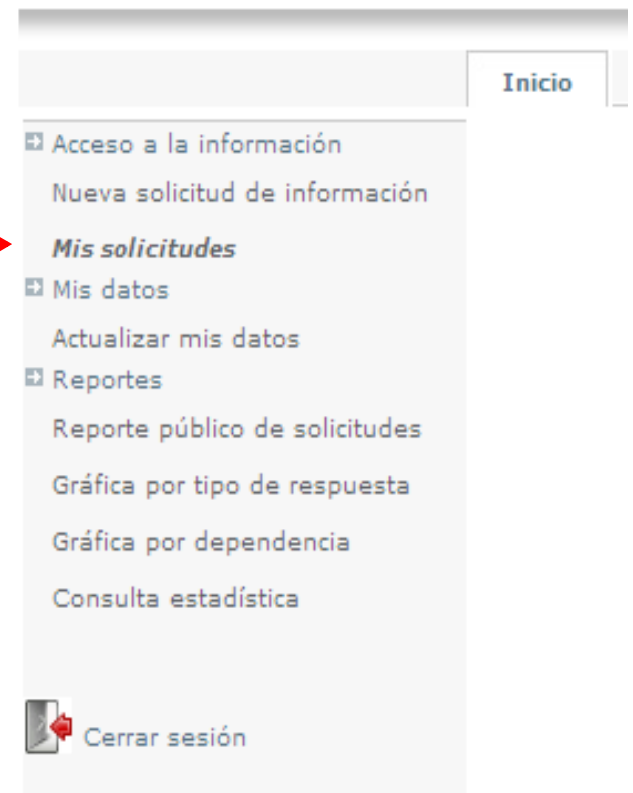 Inicio
Acceso a la información
Nueva solicitud de información
Mis solicitudes
Mis datos
Actualizar mis datos
Reportes
Reporte público de solicitudes
Gráfica por tipo de respuesta
Gráfica por dependencia
Consulta estadística
Cerrar sesión